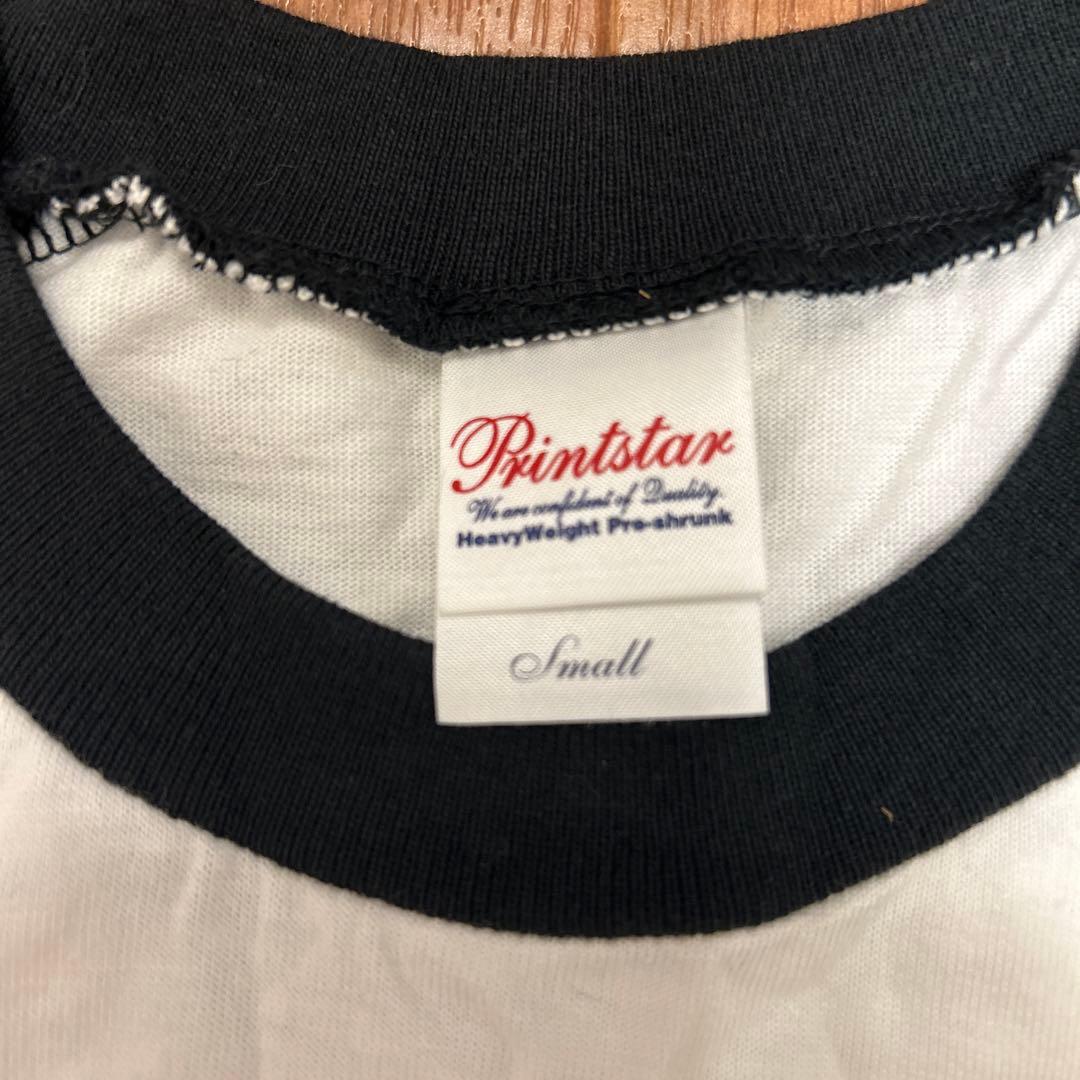 Printstar
We are confident of Quality.
HeavyWeight Pre-shrunk
Small